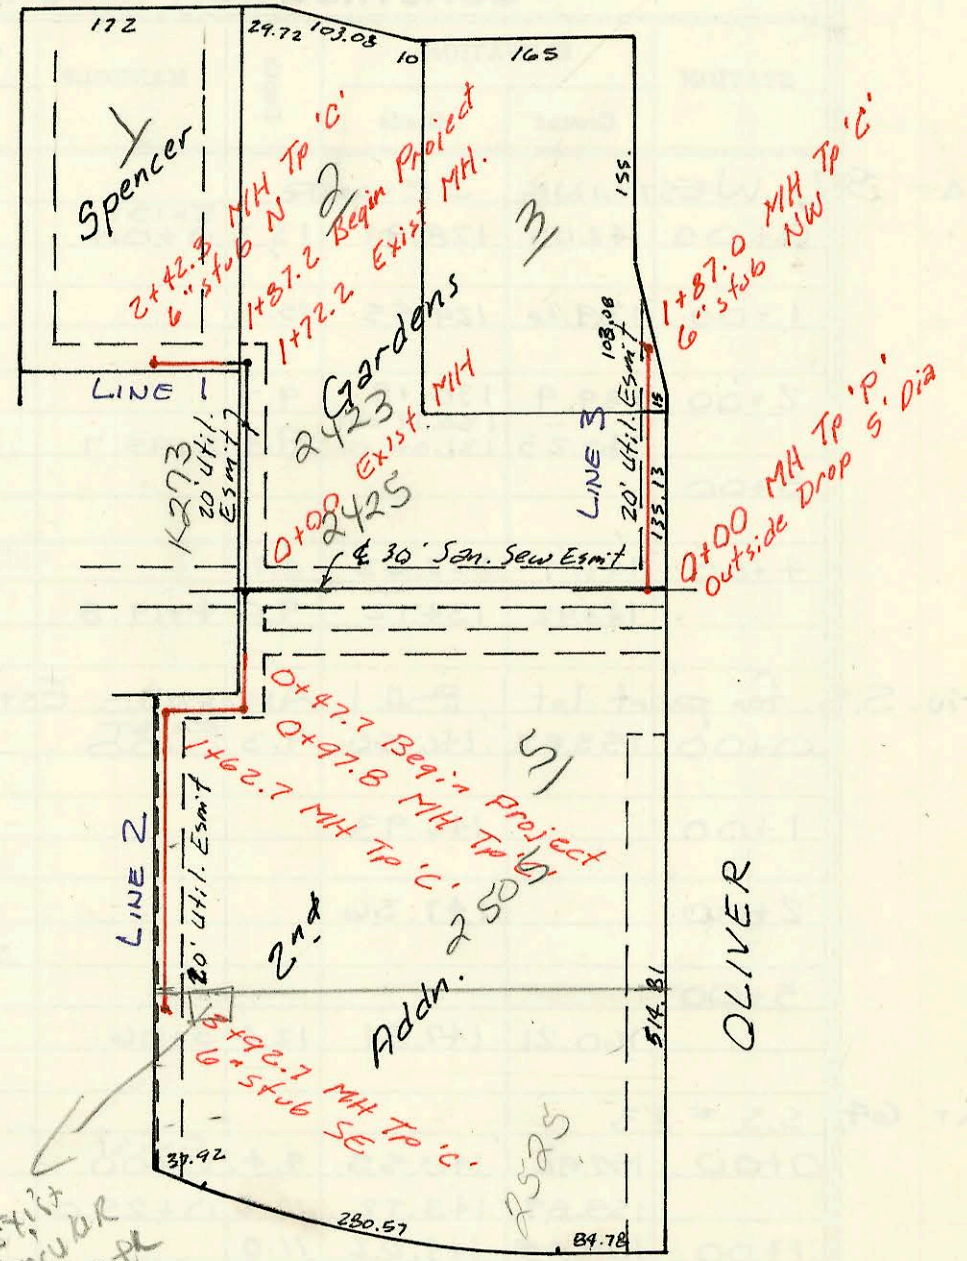 172
29.72
103.08
10
165
155.
Y
Spencer
2
3
2+42.3 MH Tp 'C'
6" stub N
1+87.2 Begin Project
1+72.2 Exist MH.
1+87.0 MH Tp 'C'
6" stub NW
LINE 1
Gardens
103.08
15
K273
20' Util.
Esmt
2423
0+00 Exist. MH
2425
LINE 3
20' Util. Esmt
135.13
0+00 MH Tp 'P'
Outside Drop 5' Dia
℄ 30' San. Sew Esmt
0+47.7 Begin project
0+97.8 MH Tp 'C'
1+62.7 MH Tp 'C'
LINE 2
20' Util. Esmt
2nd
Addn.
2505
514.81
OLIVER
3+92.7 MH Tp 'C'
6" stub SE
2525
37.92
280.57
84.78
Exist